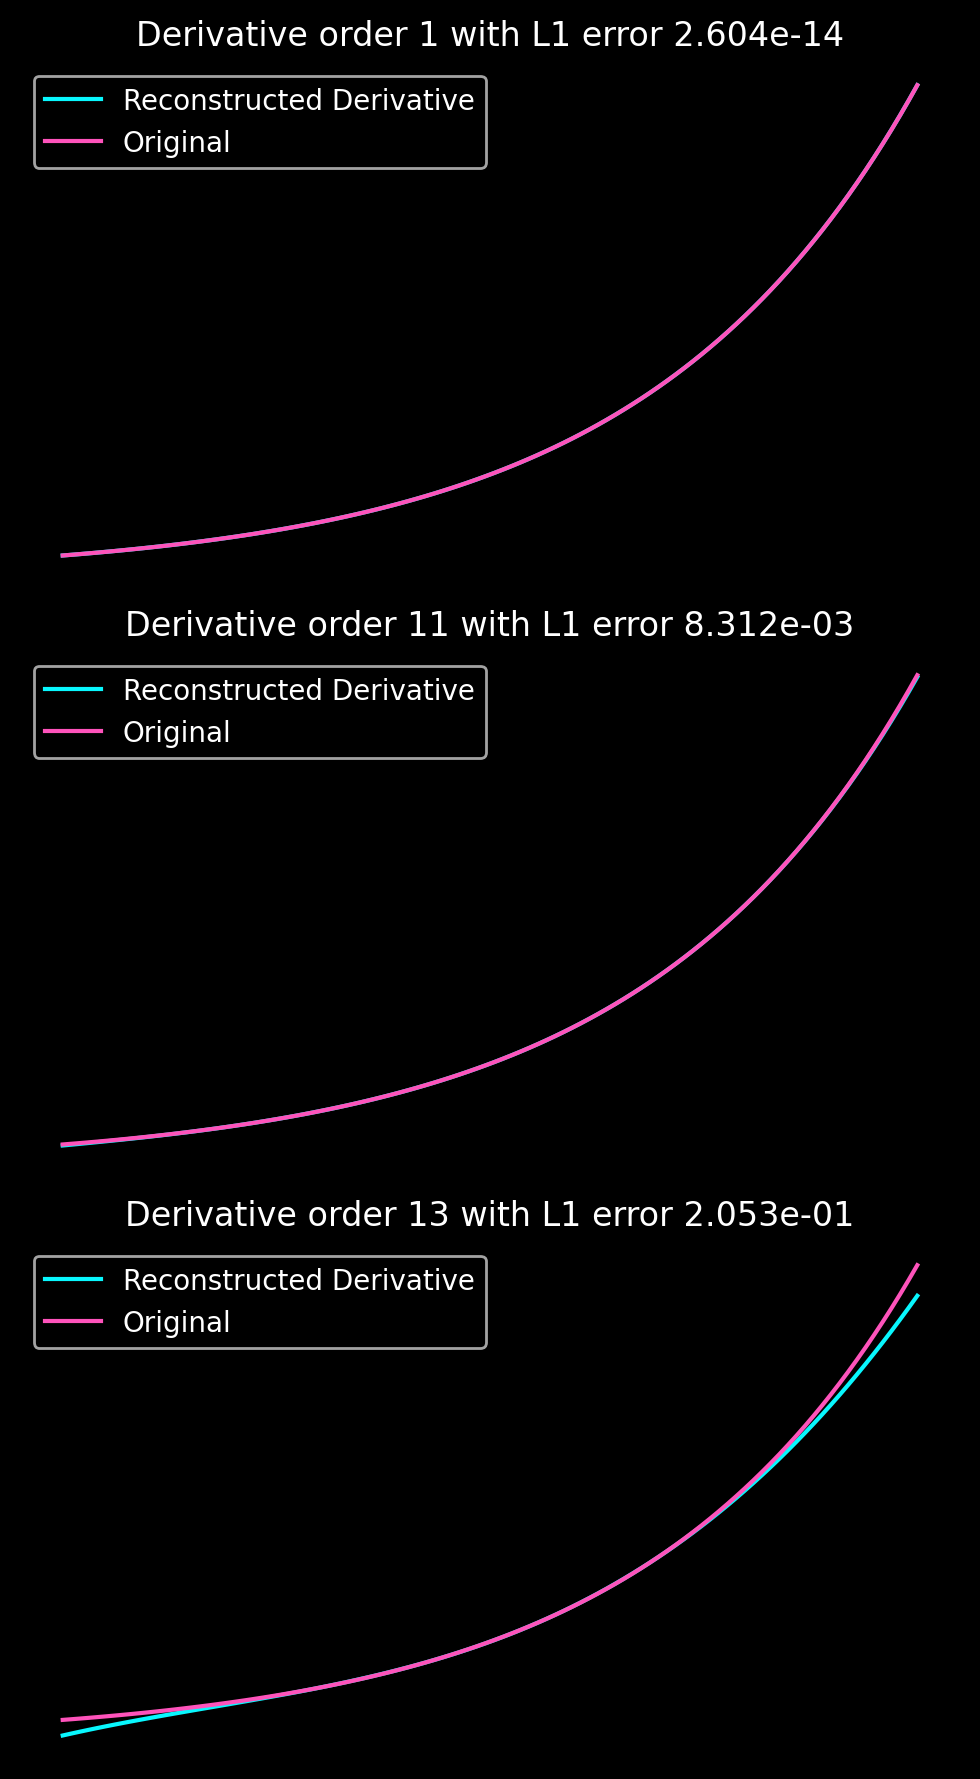 Derivative order 1 with L1 error 2.604e-14
Reconstructed Derivative
Original
Derivative order 11 with L1 error 8.312e-03
Reconstructed Derivative
Original
Derivative order 13 with L1 error 2.053e-01
Reconstructed Derivative
Original